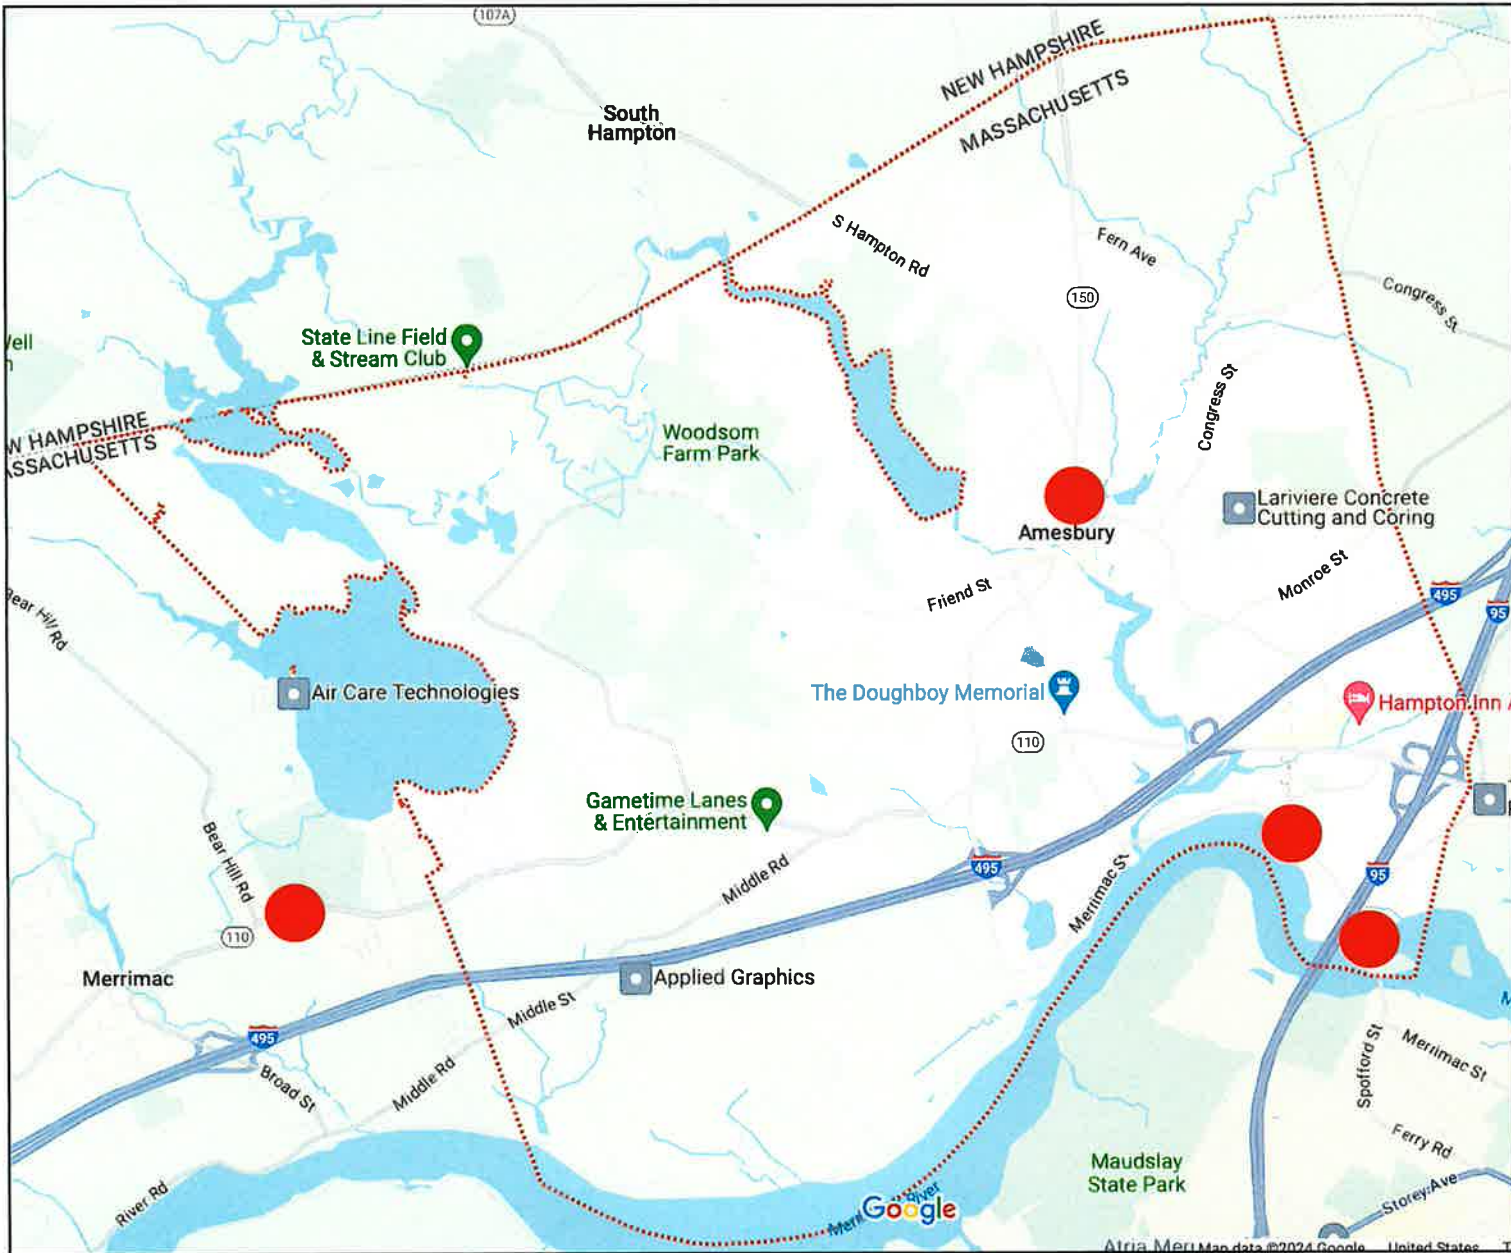 107A
NEW HAMPSHIRE
MASSACHUSETTS
South
Hampton
S Hampton Rd
Fern Ave
150
Congress St
State Line Field
& Stream Club
Congress St
W HAMPSHIRE
ASSACHUSETTS
Woodsom
Farm Park
Lariviere Concrete
Cutting and Coring
Amesbury
Monroe St
Friend St
495
95
Bear Hill Rd
Air Care Technologies
The Doughboy Memorial
Hampton Inn
110
Gametime Lanes
& Entertainment
Bear Hill Rd
Middle Rd
495
Merrimac St
95
110
Merrimac
Applied Graphics
Middle St
495
Broad St
Middle Rd
Spofford St
Merrimac St
Ferry Rd
Maudslay
State Park
River Rd
River
Google
Storey Ave
Map data ©2024 Google
United States